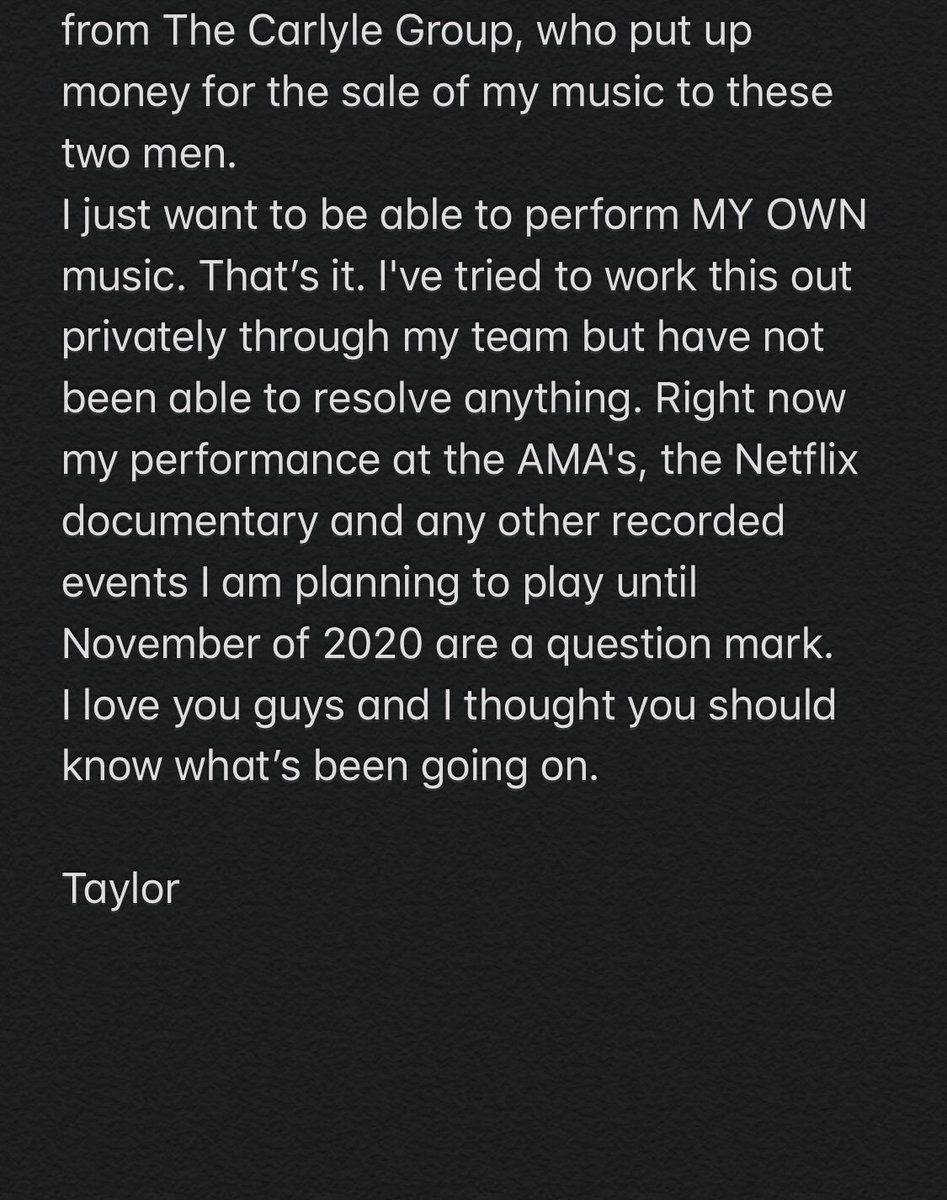 from The Carlyle Group, who put up
money for the sale of my music to these
two men.
I just want to be able to perform MY OWN
music. That’s it. I've tried to work this out
privately through my team but have not
been able to resolve anything. Right now
my performance at the AMA's, the Netflix
documentary and any other recorded
events I am planning to play until
November of 2020 are a question mark.
I love you guys and I thought you should
know what’s been going on.
Taylor